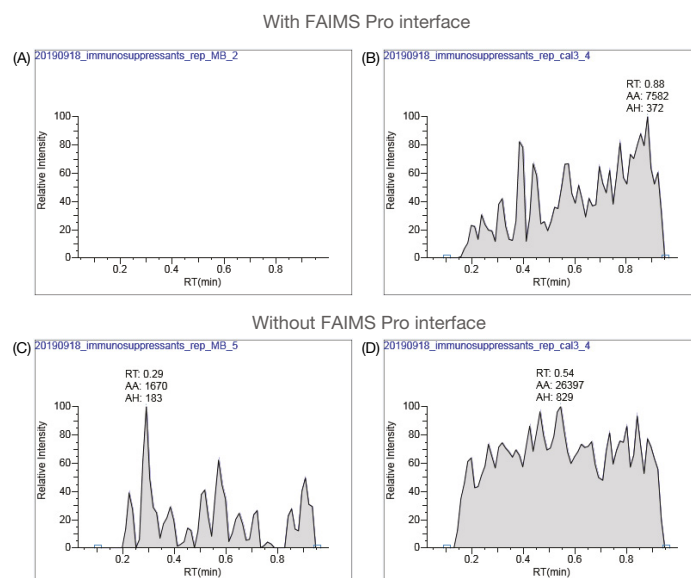 With FAIMS Pro interface
(A) 20190918_immunosuppressants_rep_MB_2
100
80
60
40
20
0
Relative Intensity
0.2 0.4 0.6 0.8
RT(min)
(B) 20190918_immunosuppressants_rep_cal3_4
RT: 0.88
AA: 7582
AH: 372
100
80
60
40
20
0
Relative Intensity
0.2 0.4 0.6 0.8
RT(min)
Without FAIMS Pro interface
(C) 20190918_immunosuppressants_rep_MB_5
RT: 0.29
AA: 1670
AH: 183
100
80
60
40
20
0
Relative Intensity
0.2 0.4 0.6 0.8
RT(min)
(D) 20190918_immunosuppressants_rep_cal3_4
RT: 0.54
AA: 26397
AH: 829
100
80
60
40
20
0
Relative Intensity
0.2 0.4 0.6 0.8
RT(min)